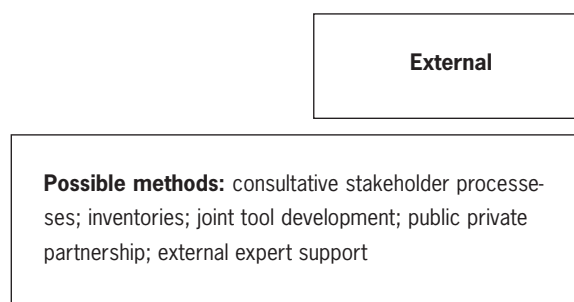 External
Possible methods: consultative stakeholder processe-
ses; inventories; joint tool development; public private
partnership; external expert support